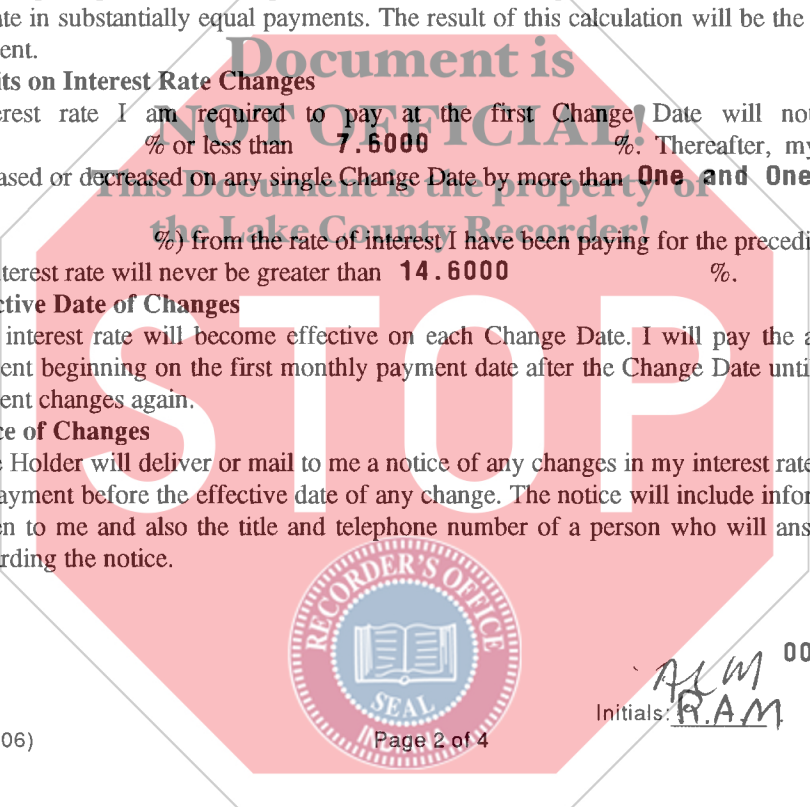 ate in substantially equal payments. The result of this calculation will be the
ent.
Document is
its on Interest Rate Changes
erest rate I am required to pay at the first Change Date will no
NOT OFFICIAL!
% or less than 7.6000 %. Thereafter, my
ased or decreased on any single Change Date by more than One and One
This Document is the property of
the Lake County Recorder!
%) from the rate of interest I have been paying for the precedi
terest rate will never be greater than 14.6000 %.
ctive Date of Changes
interest rate will become effective on each Change Date. I will pay the a
ent beginning on the first monthly payment date after the Change Date unti
ent changes again.
STOP
ce of Changes
e Holder will deliver or mail to me a notice of any changes in my interest rate
ayment before the effective date of any change. The notice will include infor
en to me and also the title and telephone number of a person who will ans
rding the notice.
RECORDER'S OFFICE
SEAL
INDIANA
00
Initials: R.A.M
06)
Page 2 of 4